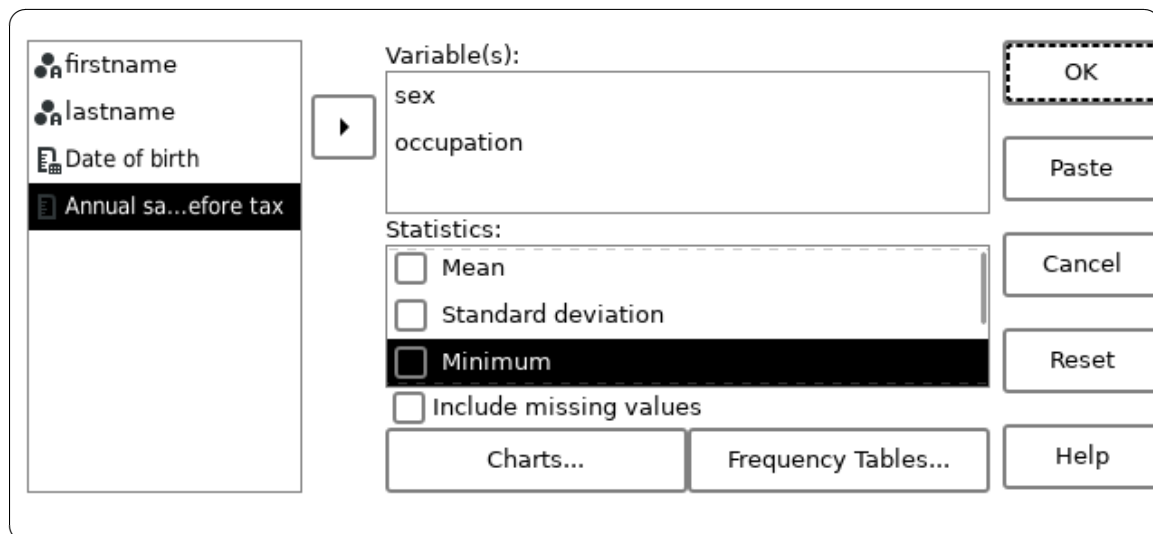 firstname
lastname
Date of birth
Annual sa...efore tax
Variable(s):
sex
occupation
Statistics:
Mean
Standard deviation
Minimum
Include missing values
Charts...
Frequency Tables...
OK
Paste
Cancel
Reset
Help